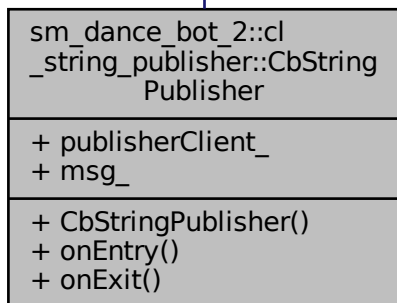 sm_dance_bot_2::cl
_string_publisher::CbString
Publisher
+ publisherClient_
+ msg_
+ CbStringPublisher()
+ onEntry()
+ onExit()